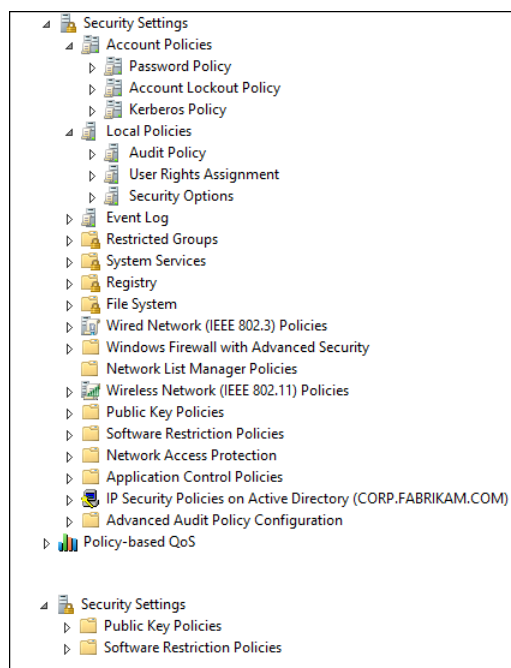 Security Settings
Account Policies
Password Policy
Account Lockout Policy
Kerberos Policy
Local Policies
Audit Policy
User Rights Assignment
Security Options
Event Log
Restricted Groups
System Services
Registry
File System
Wired Network (IEEE 802.3) Policies
Windows Firewall with Advanced Security
Network List Manager Policies
Wireless Network (IEEE 802.11) Policies
Public Key Policies
Software Restriction Policies
Network Access Protection
Application Control Policies
IP Security Policies on Active Directory (CORP.FABRIKAM.COM)
Advanced Audit Policy Configuration
Policy-based QoS
Security Settings
Public Key Policies
Software Restriction Policies